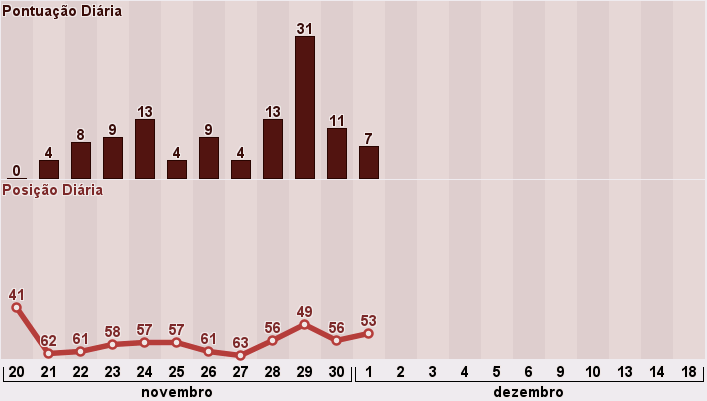 Pontuação Diária
0 4 8 9 13 4 9 4 13 31 11 7
Posição Diária
41 62 61 58 57 57 61 63 56 49 56 53
20 21 22 23 24 25 26 27 28 29 30 1 2 3 4 5 6 9 10 13 14 18
novembro dezembro